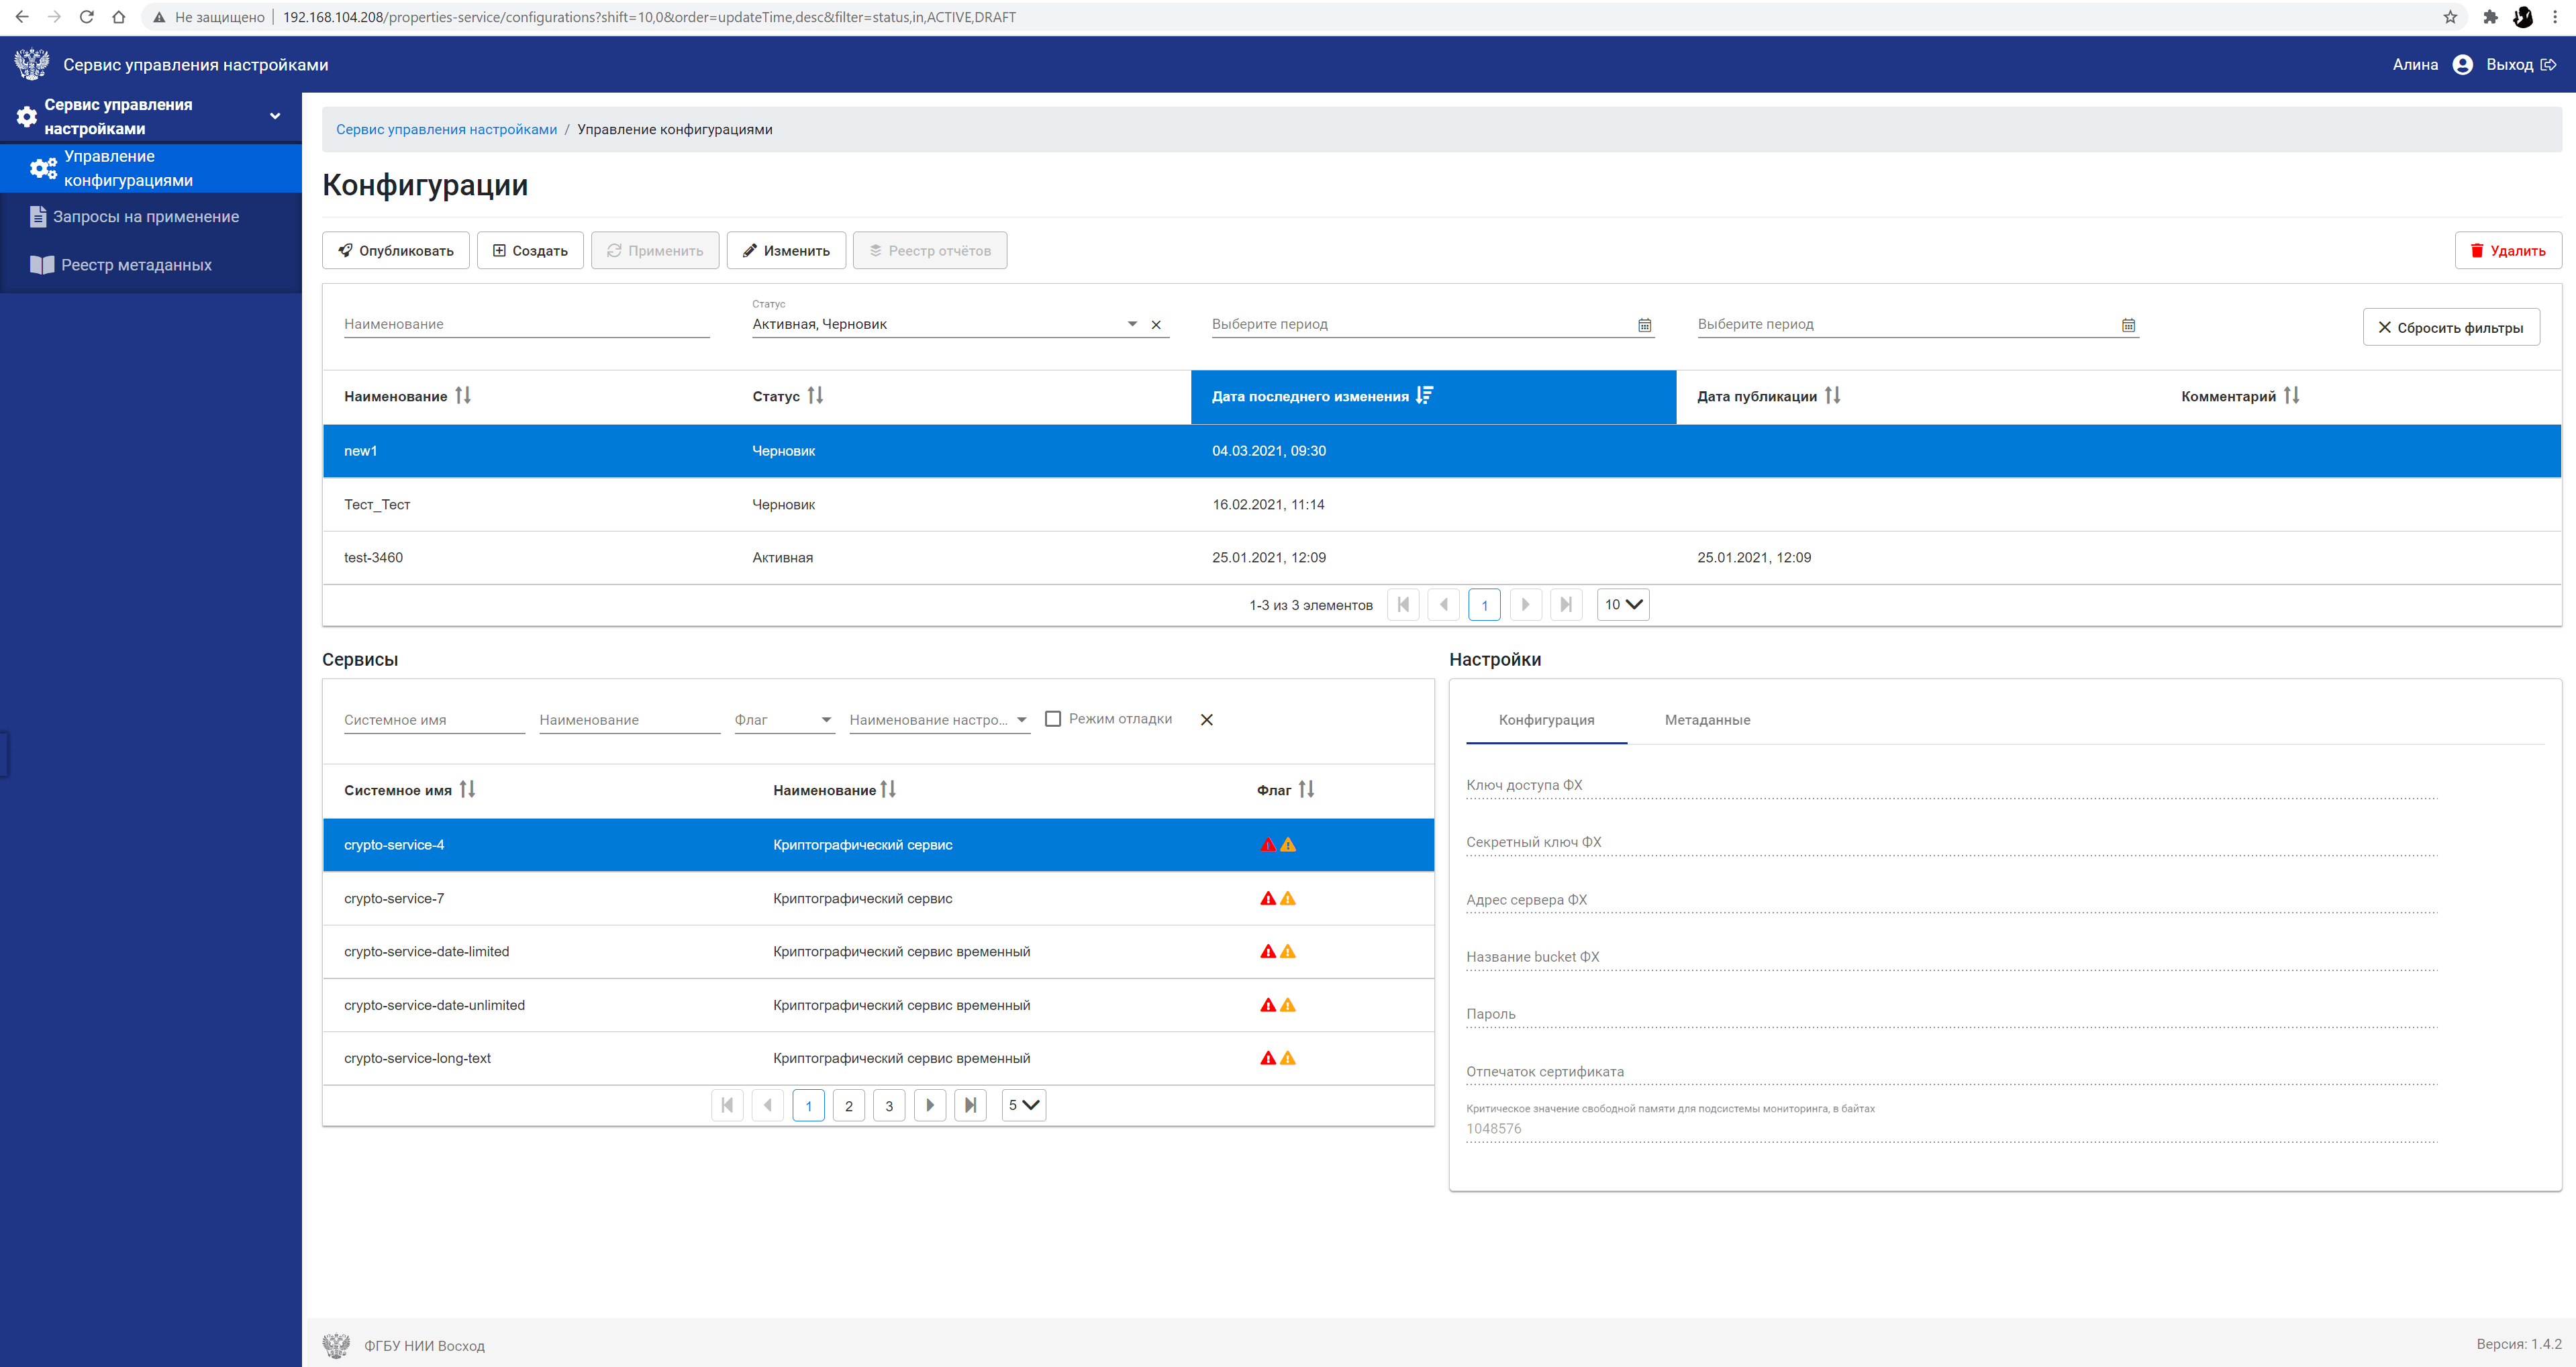 Не защищено | 192.168.104.208/properties-service/configurations?shift=10,0&order=updateTime,desc&filter=status,in,ACTIVE,DRAFT
Сервис управления настройками
Алина Выход
Сервис управления
настройками
Управление
конфигурациями
Запросы на применение
Реестр метаданных
Сервис управления настройками / Управление конфигурациями
Конфигурации
Опубликовать Создать Применить Изменить Реестр отчётов Удалить
Статус
Наименование Активная, Черновик Выберите период Выберите период Сбросить фильтры
Наименование Статус Дата последнего изменения Дата публикации Комментарий
new1 Черновик 04.03.2021, 09:30
Тест_Тест Черновик 16.02.2021, 11:14
test-3460 Активная 25.01.2021, 12:09 25.01.2021, 12:09
1-3 из 3 элементов 1 10
Сервисы
Системное имя Наименование Флаг Наименование настро... Режим отладки
Системное имя Наименование Флаг
crypto-service-4 Криптографический сервис
crypto-service-7 Криптографический сервис
crypto-service-date-limited Криптографический сервис временный
crypto-service-date-unlimited Криптографический сервис временный
crypto-service-long-text Криптографический сервис временный
1 2 3 5
Настройки
Конфигурация Метаданные
Ключ доступа ФХ
Секретный ключ ФХ
Адрес сервера ФХ
Название bucket ФХ
Пароль
Отпечаток сертификата
Критическое значение свободной памяти для подсистемы мониторинга, в байтах
1048576
ФГБУ НИИ Восход
Версия: 1.4.2